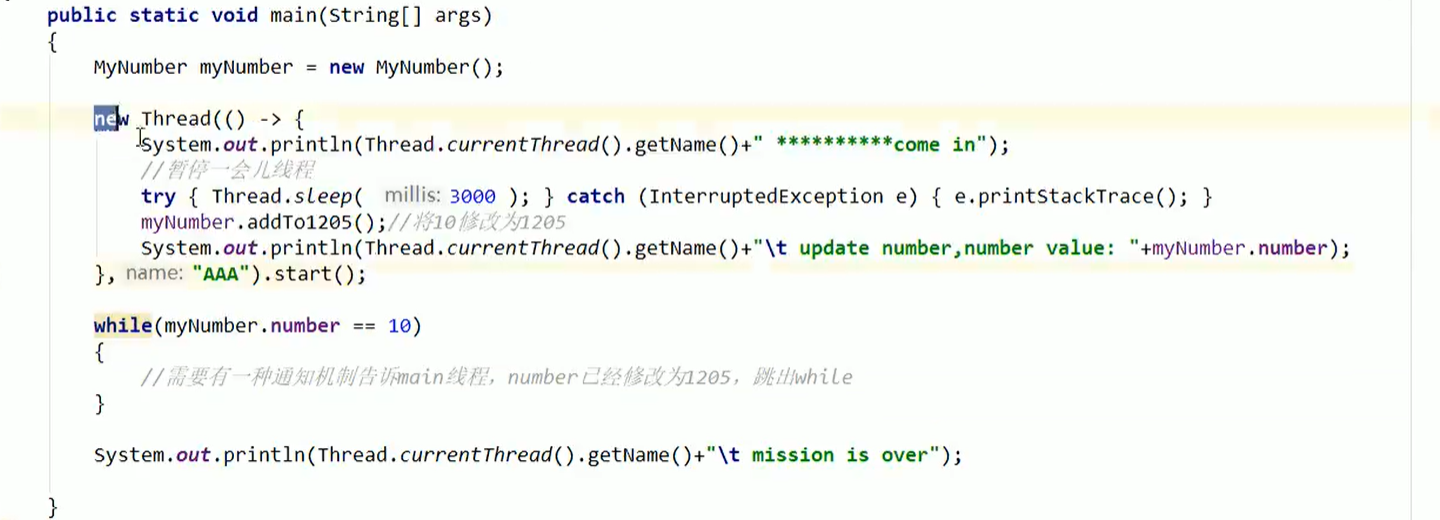 public static void main(String[] args)
{
MyNumber myNumber = new MyNumber();
new Thread(() -> {
System.out.println(Thread.currentThread().getName()+" **********come in");
//暂停一会儿线程
try { Thread.sleep( millis: 3000 ); } catch (InterruptedException e) { e.printStackTrace(); }
myNumber.addTo1205();//将10修改为1205
System.out.println(Thread.currentThread().getName()+"\t update number,number value: "+myNumber.number);
}, name: "AAA").start();
while(myNumber.number == 10)
{
//需要有一种通知机制告诉main线程，number已经修改为1205，跳出while
}
System.out.println(Thread.currentThread().getName()+"\t mission is over");
}